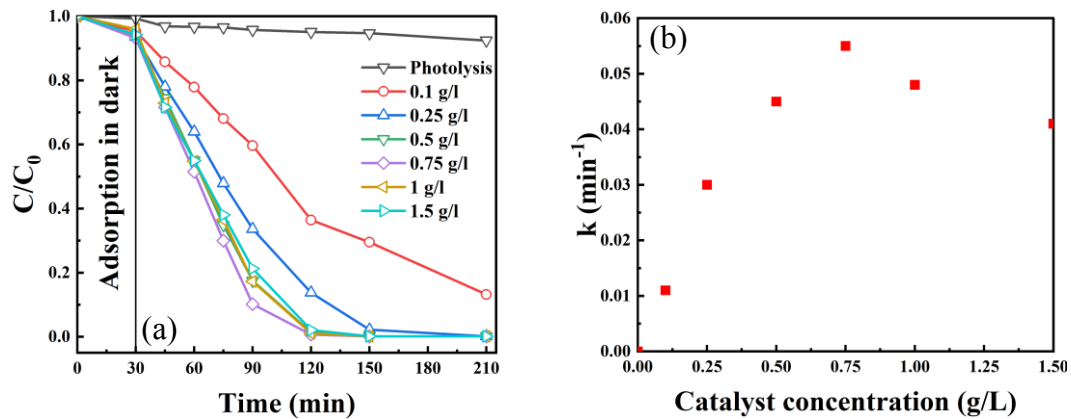 1.0
0.8
0.6
0.4
0.2
0.0
C/C₀
Adsorption in dark
(a)
Photolysis
0.1 g/l
0.25 g/l
0.5 g/l
0.75 g/l
1 g/l
1.5 g/l
0 30 60 90 120 150 180 210
Time (min)
(b)
0.06
0.05
0.04
0.03
0.02
0.01
0.00
k (min⁻¹)
0.00 0.25 0.50 0.75 1.00 1.25 1.50
Catalyst concentration (g/L)